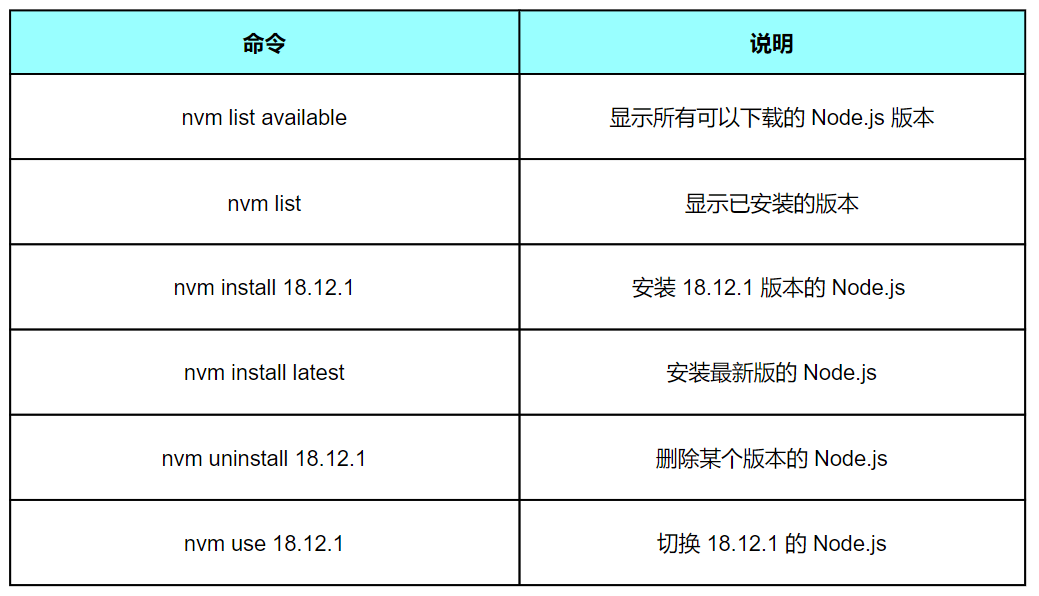 命令 说明
nvm list available 显示所有可以下载的 Node.js 版本
nvm list 显示已安装的版本
nvm install 18.12.1 安装 18.12.1 版本的 Node.js
nvm install latest 安装最新版的 Node.js
nvm uninstall 18.12.1 删除某个版本的 Node.js
nvm use 18.12.1 切换 18.12.1 的 Node.js